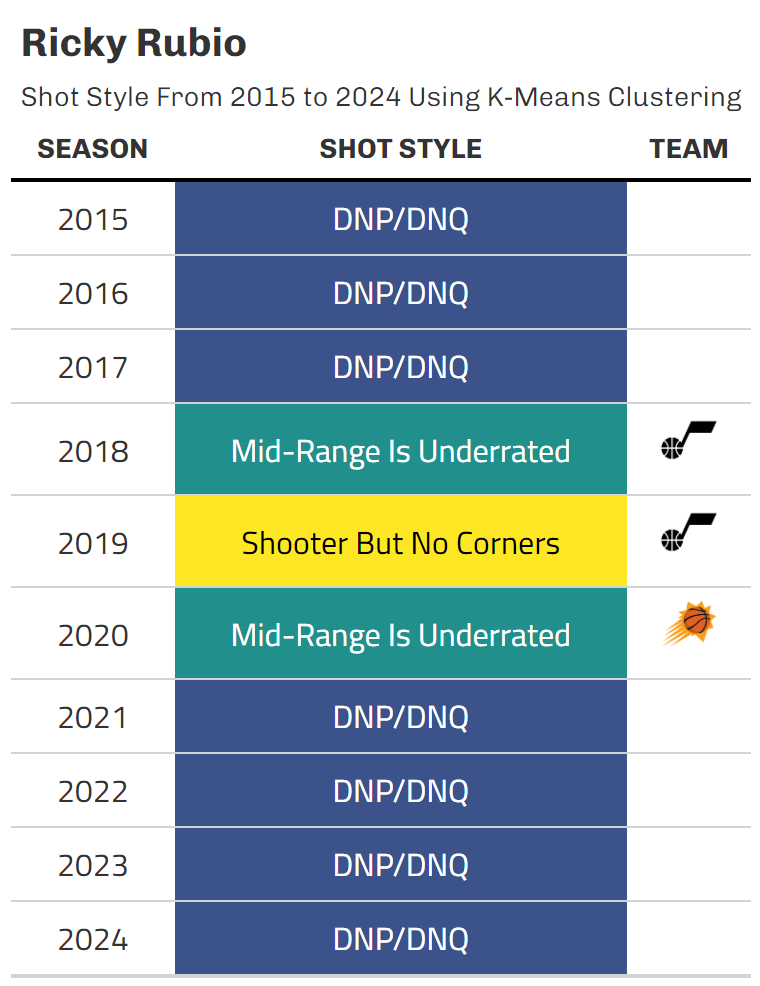 Ricky Rubio
Shot Style From 2015 to 2024 Using K-Means Clustering
SEASON SHOT STYLE TEAM
2015 DNP/DNQ
2016 DNP/DNQ
2017 DNP/DNQ
2018 Mid-Range Is Underrated
2019 Shooter But No Corners
2020 Mid-Range Is Underrated
2021 DNP/DNQ
2022 DNP/DNQ
2023 DNP/DNQ
2024 DNP/DNQ